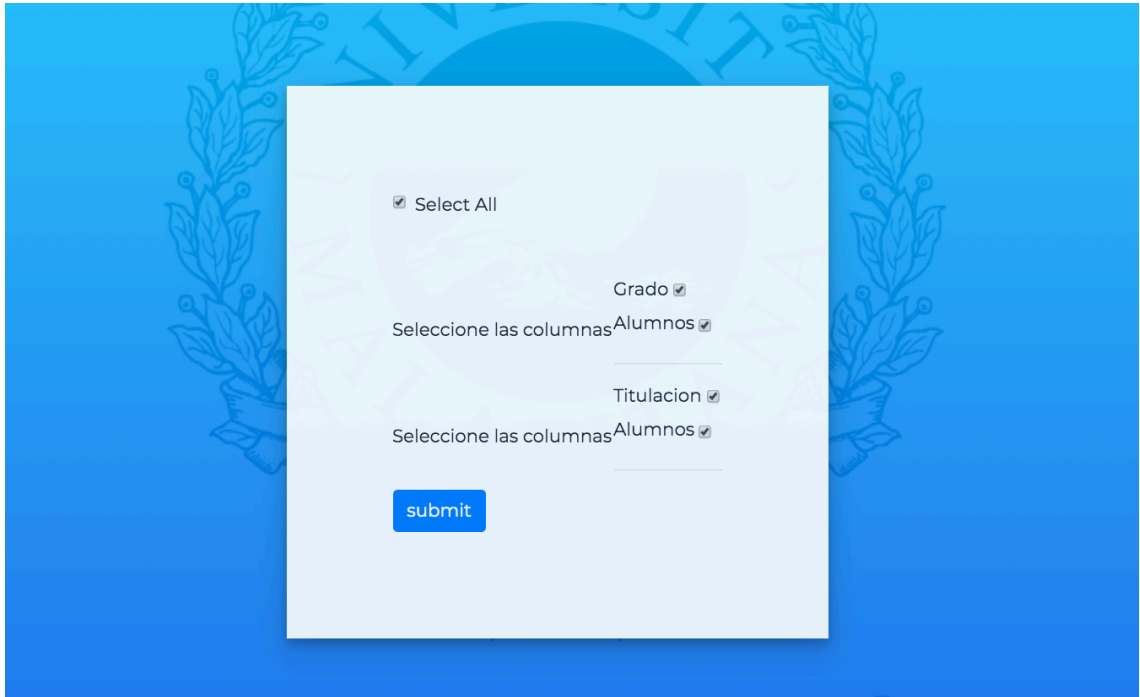 Select All
Grado
Seleccione las columnas Alumnos
Titulacion
Seleccione las columnas Alumnos
submit